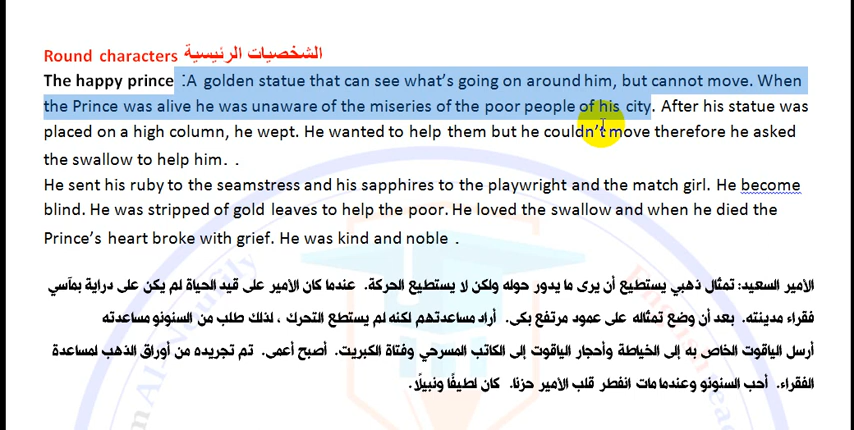 Round characters الشخصيات الرئيسية
The happy prince :A golden statue that can see what's going on around him, but cannot move. When
the Prince was alive he was unaware of the miseries of the poor people of his city. After his statue was
placed on a high column, he wept. He wanted to help them but he couldn't move therefore he asked
the swallow to help him. .
He sent his ruby to the seamstress and his sapphires to the playwright and the match girl. He become
blind. He was stripped of gold leaves to help the poor. He loved the swallow and when he died the
Prince's heart broke with grief. He was kind and noble .
الأمير السعيد: تمثال ذهبي يستطيع أن يرى ما يدور حوله ولكن لا يستطيع الحركة. عندما كان الأمير على قيد الحياة لم يكن على دراية بمآسي
فقراء مدينته. بعد أن وضع تمثاله على عمود مرتفع بكى. أراد مساعدتهم لكنه لم يستطع التحرك ، لذلك طلب من السنونو مساعدته
أرسل الياقوت الخاص به إلى الخياطة وأحجار الياقوت إلى الكاتب المسرحي وفتاة الكبريت. أصبح أعمى. تم تجريده من أوراق الذهب لمساعدة
الفقراء. أحب السنونو وعندما مات انفطر قلب الأمير حزنا. كان لطيفًا ونبيلًا.